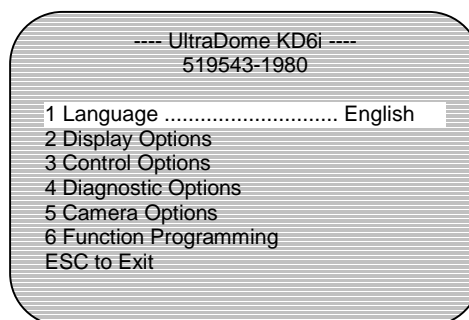 ---- UltraDome KD6i ----
519543-1980
1 Language ............................. English
2 Display Options
3 Control Options
4 Diagnostic Options
5 Camera Options
6 Function Programming
ESC to Exit